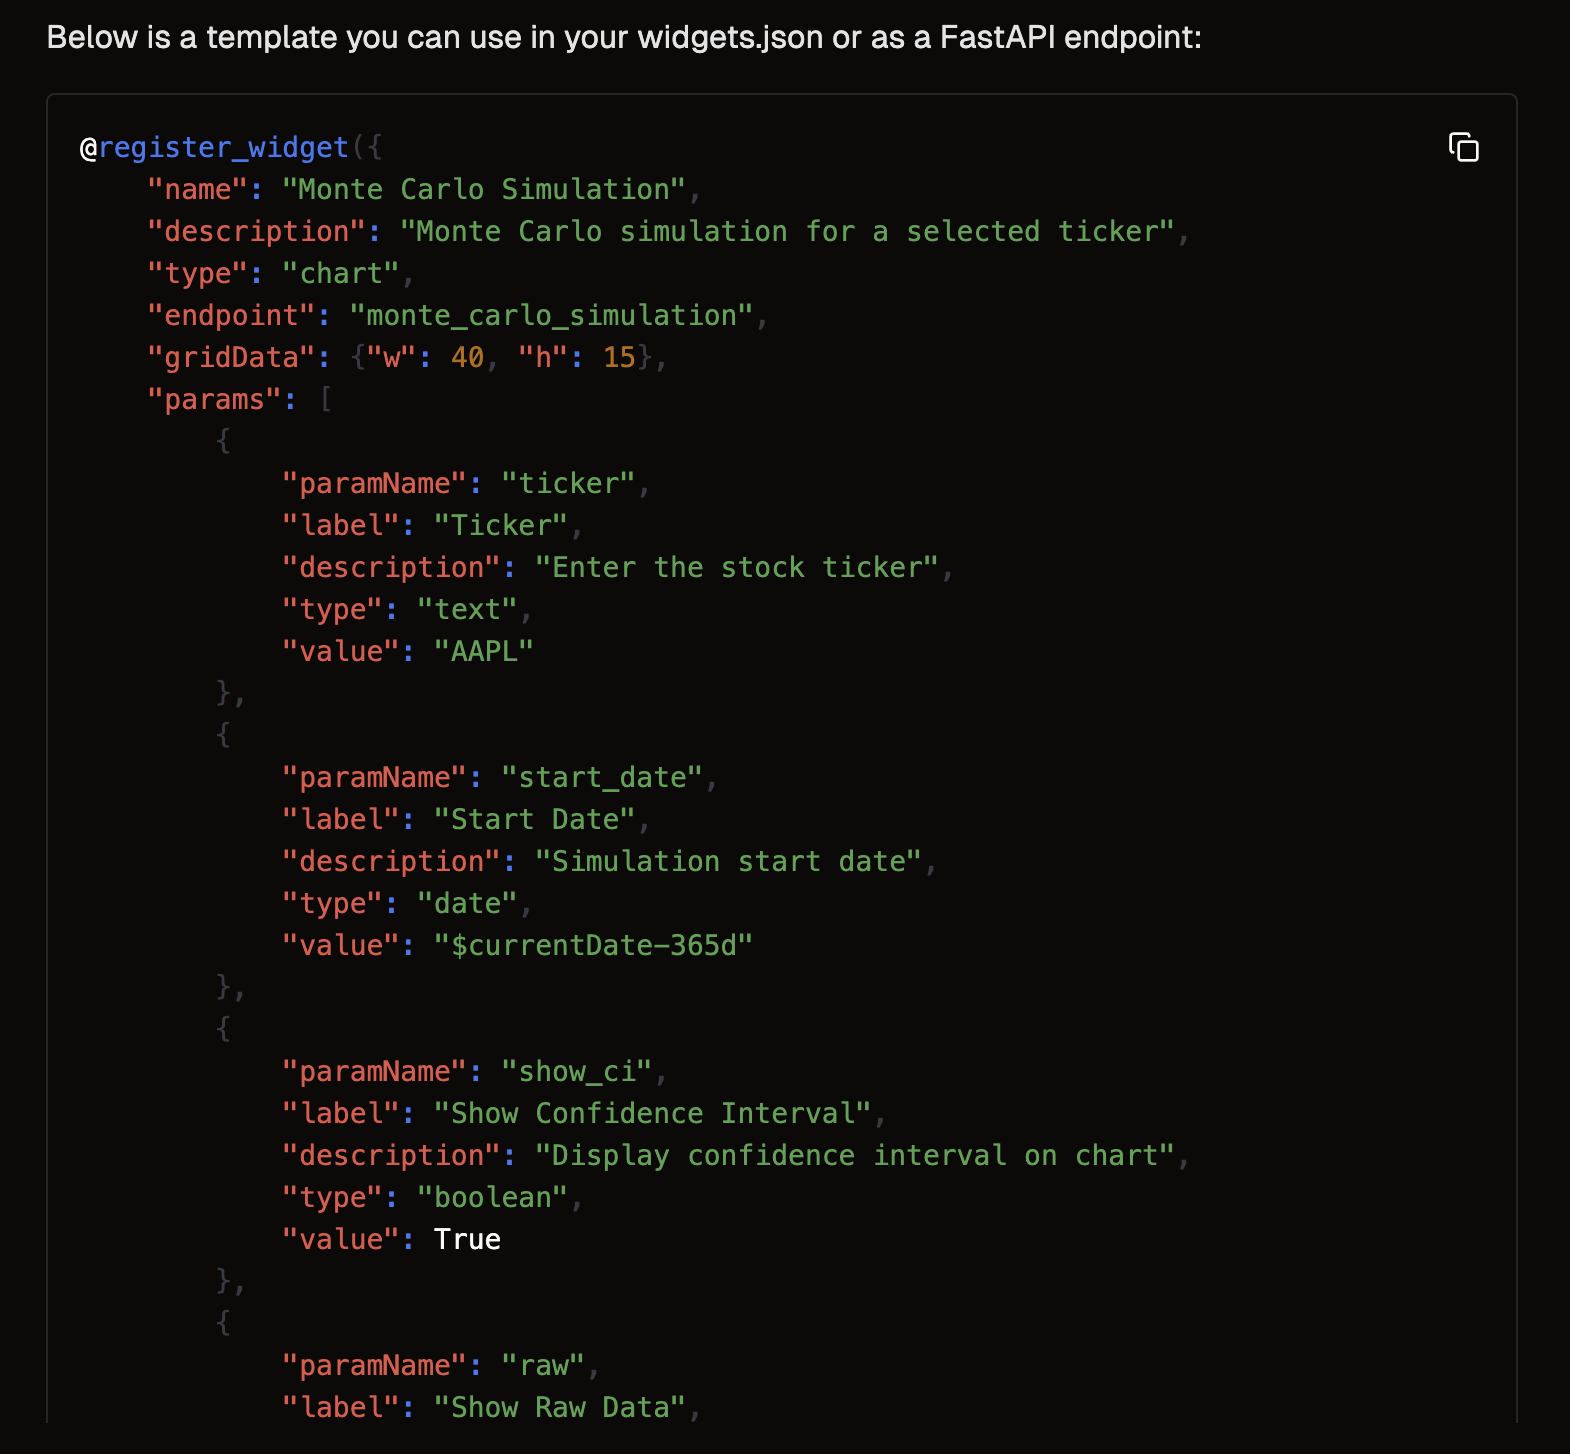 Below is a template you can use in your widgets.json or as a FastAPI endpoint:
@register_widget({
    "name": "Monte Carlo Simulation",
    "description": "Monte Carlo simulation for a selected ticker",
    "type": "chart",
    "endpoint": "monte_carlo_simulation",
    "gridData": {"w": 40, "h": 15},
    "params": [
        {
            "paramName": "ticker",
            "label": "Ticker",
            "description": "Enter the stock ticker",
            "type": "text",
            "value": "AAPL"
        },
        {
            "paramName": "start_date",
            "label": "Start Date",
            "description": "Simulation start date",
            "type": "date",
            "value": "$currentDate-365d"
        },
        {
            "paramName": "show_ci",
            "label": "Show Confidence Interval",
            "description": "Display confidence interval on chart",
            "type": "boolean",
            "value": True
        },
        {
            "paramName": "raw",
            "label": "Show Raw Data",